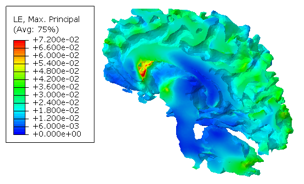 LE, Max. Principal
(Avg: 75%)
+7.200e-02
+6.600e-02
+6.000e-02
+5.400e-02
+4.800e-02
+4.200e-02
+3.600e-02
+3.000e-02
+2.400e-02
+1.800e-02
+1.200e-02
+6.000e-03
+0.000e+00